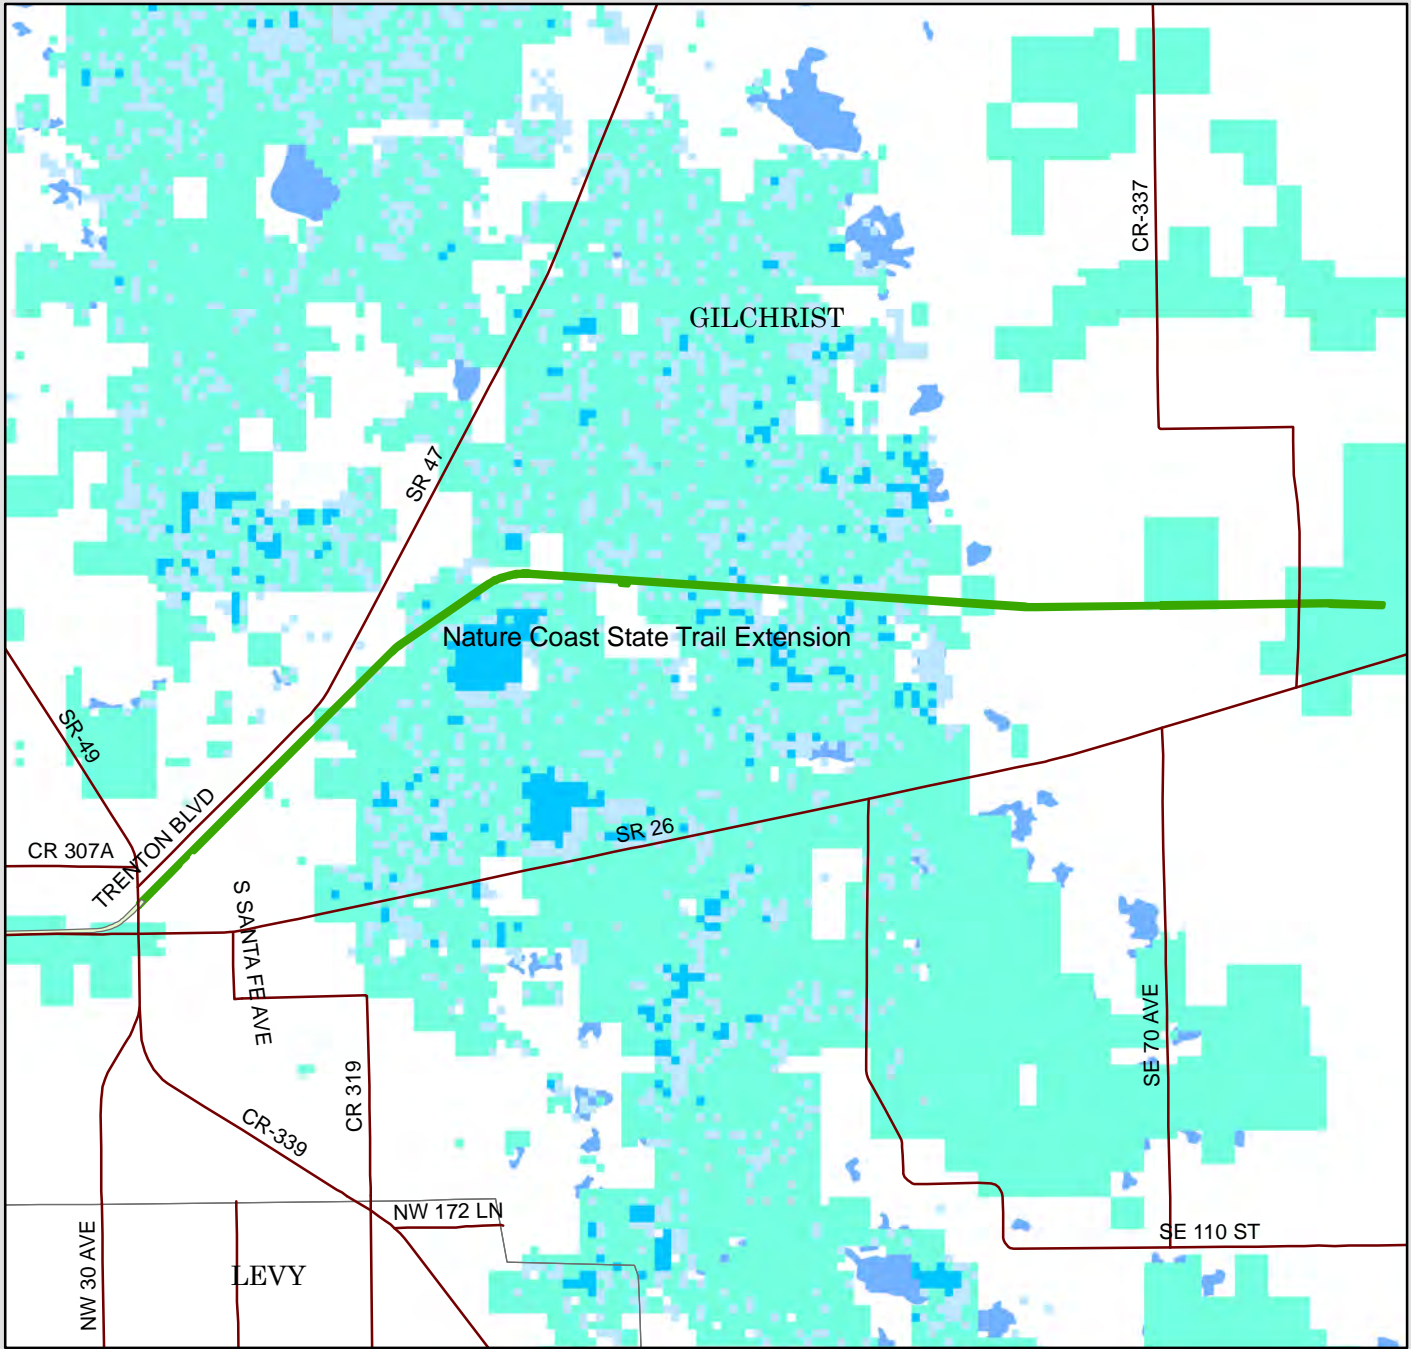 CR-337
GILCHRIST
SR 47
Nature Coast State Trail Extension
SR-49
TRENTON BLVD
CR 307A
SR 26
S SANTA FE AVE
SE 70 AVE
CR 319
CR-339
NW 172 LN
NW 30 AVE
SE 110 ST
LEVY